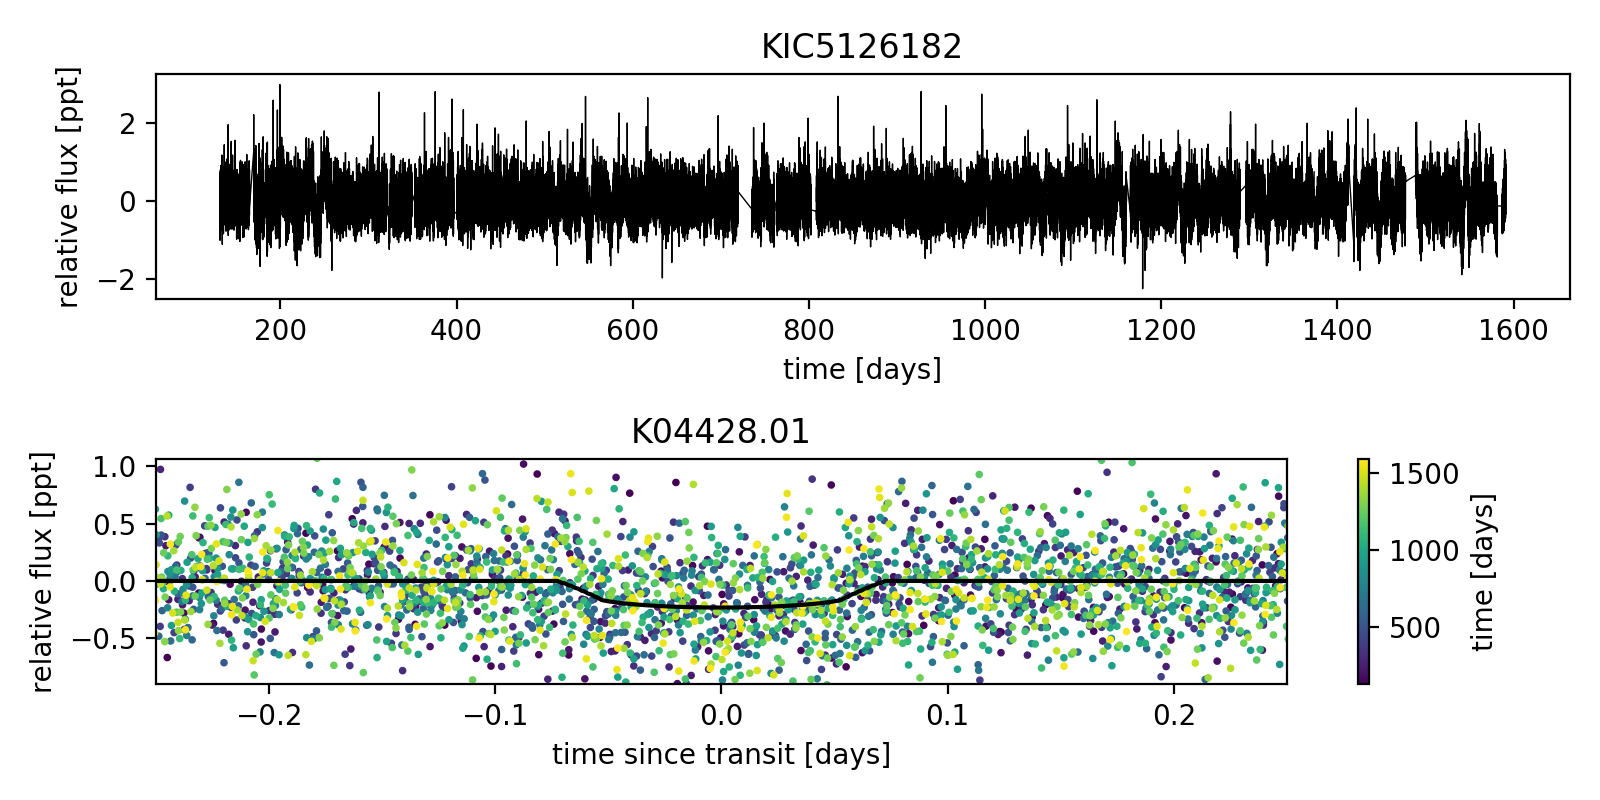 KIC5126182
relative flux [ppt]
2
0
−2
200 400 600 800 1000 1200 1400 1600
time [days]
K04428.01
relative flux [ppt]
1.0
0.5
0.0
−0.5
−0.2 −0.1 0.0 0.1 0.2
time since transit [days]
1500
1000
500
time [days]